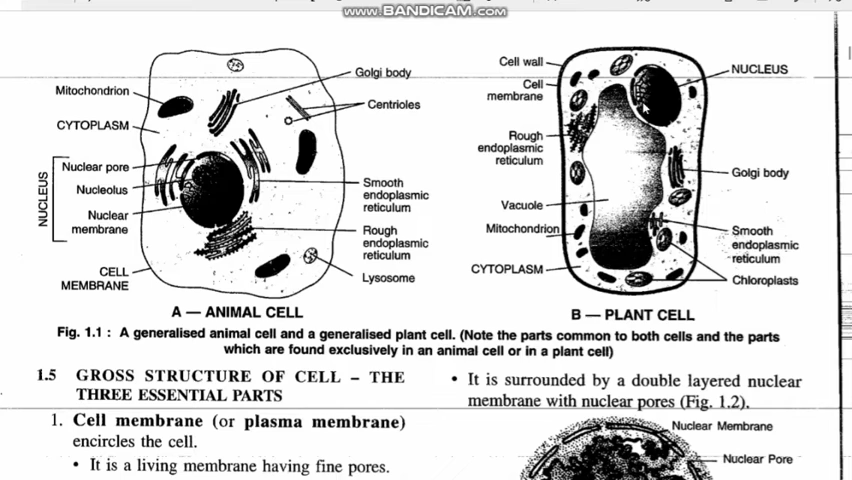 WWW.BANDICAM.COM
Mitochondrion
CYTOPLASM
Nuclear pore
Nucleolus
Nuclear
membrane
NUCLEUS
CELL
MEMBRANE
Golgi body
Centrioles
Smooth
endoplasmic
reticulum
Rough
endoplasmic
reticulum
Lysosome
A — ANIMAL CELL
Cell wall
Cell
membrane
Rough
endoplasmic
reticulum
Vacuole
Mitochondrion
CYTOPLASM
NUCLEUS
Golgi body
Smooth
endoplasmic
reticulum
Chloroplasts
B — PLANT CELL
Fig. 1.1 : A generalised animal cell and a generalised plant cell. (Note the parts common to both cells and the parts
which are found exclusively in an animal cell or in a plant cell)
1.5 GROSS STRUCTURE OF CELL – THE
THREE ESSENTIAL PARTS
1. Cell membrane (or plasma membrane)
encircles the cell.
• It is a living membrane having fine pores.
• It is surrounded by a double layered nuclear
membrane with nuclear pores (Fig. 1.2).
Nuclear Membrane
Nuclear Pore